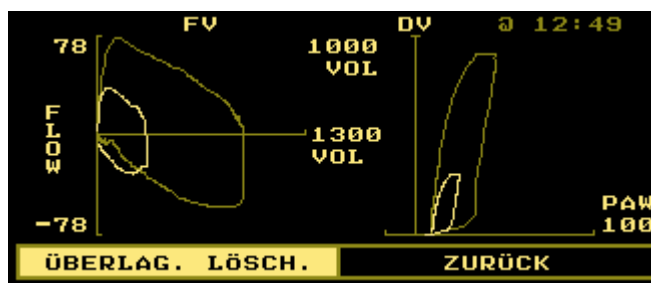 FV
DV
12:49
78
1000
VOL
FLOW
1300
VOL
-78
PAW
100
ÜBERLAG. LÖSCH.
ZURÜCK